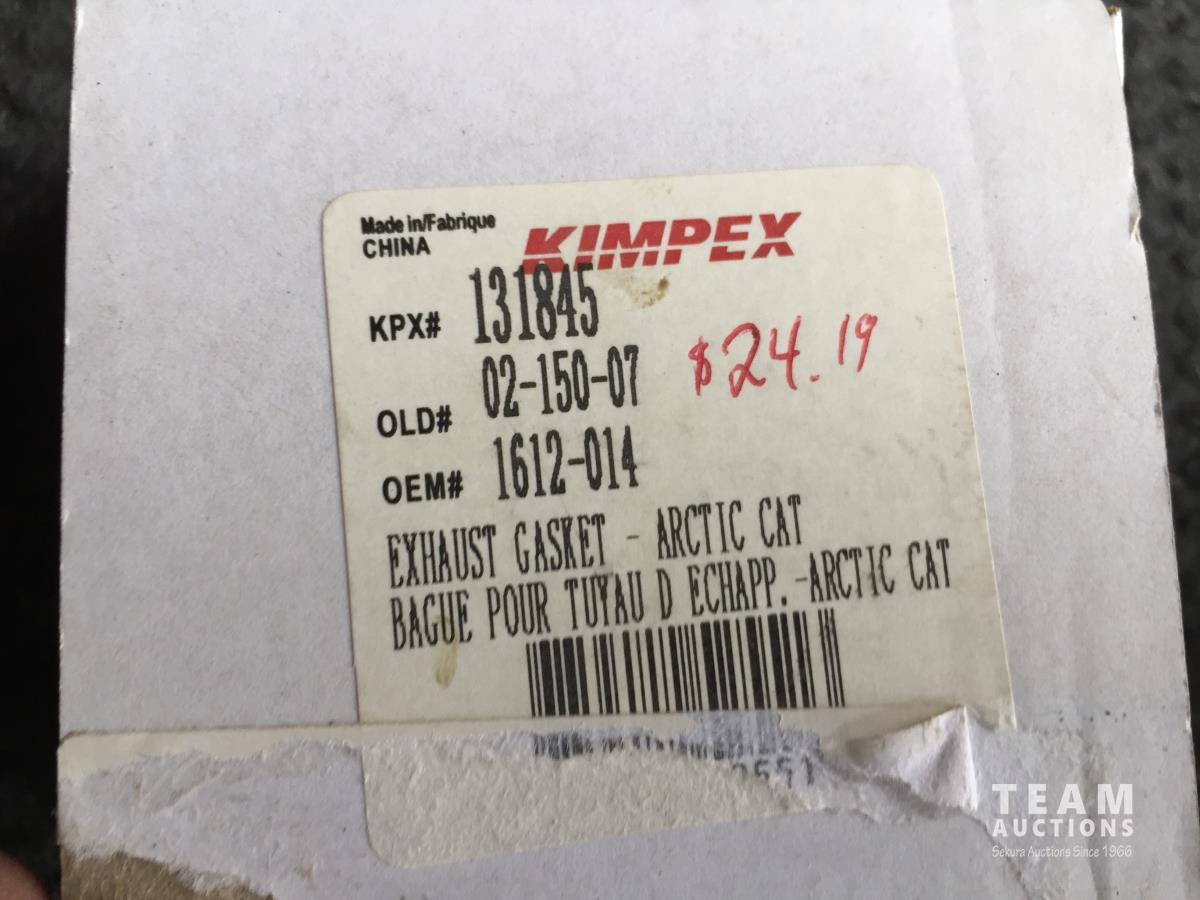 Made in/Fabrique
CHINA
KIMPEX
KPX# 131845
$24.19
OLD# 02-150-07
OEM# 1612-014
EXHAUST GASKET - ARCTIC CAT
BAGUE POUR TUYAU D ECHAPP.-ARCTIC CAT
TEAM
AUCTIONS
Sekura Auctions Since 1966